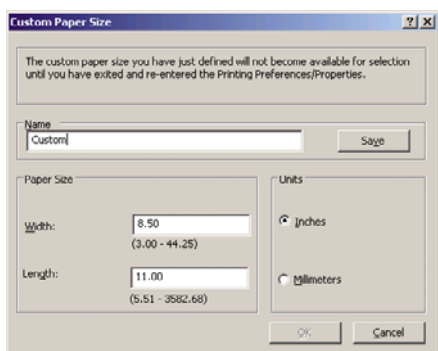 Custom Paper Size
The custom paper size you have just defined will not become available for selection
until you have exited and re-entered the Printing Preferences/Properties.
Name
Custom
Save
Paper Size
Width:
8.50
(3.00 - 44.25)
Length:
11.00
(5.51 - 3582.68)
Units
Inches
Millimeters
OK
Cancel